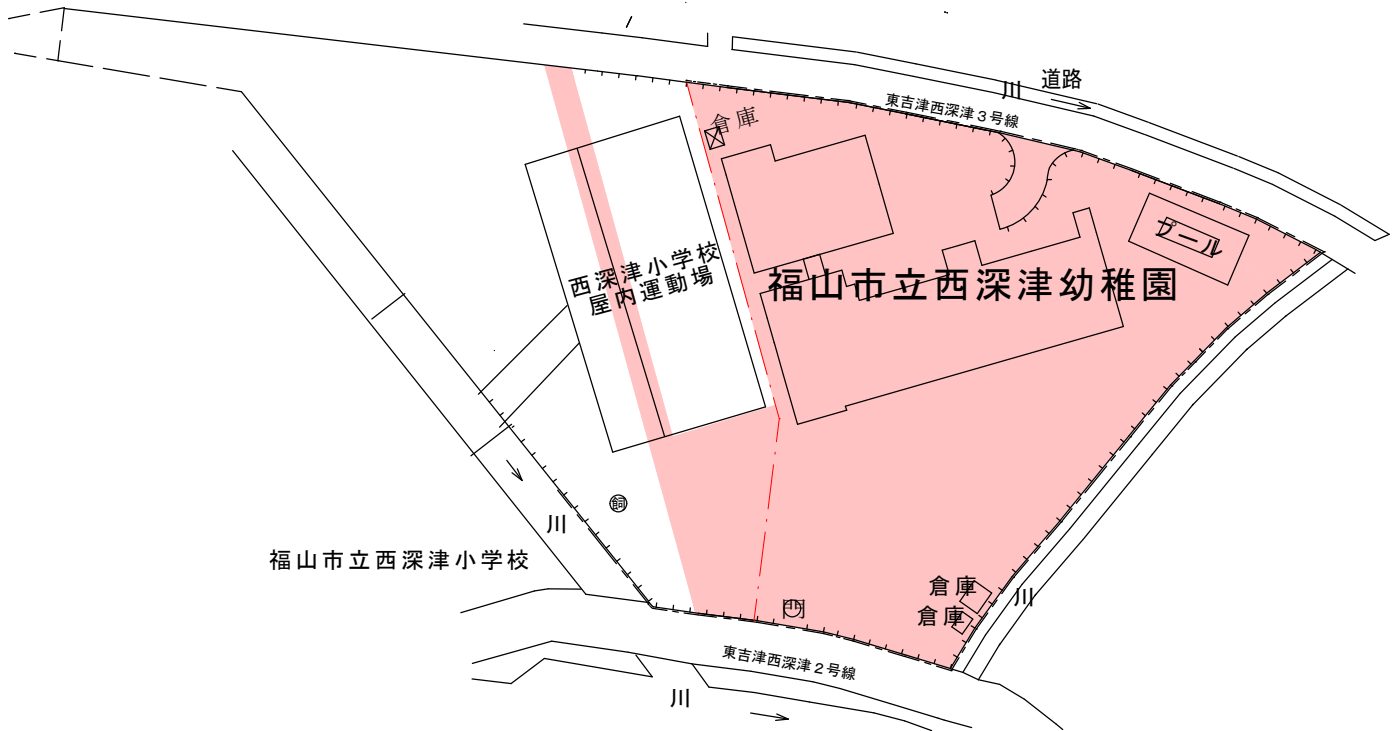 川 道路
東吉津西深津3号線
倉庫
プール
西深津小学校
屋内運動場
福山市立西深津幼稚園
飼
川
福山市立西深津小学校
倉庫
倉庫
川
門
東吉津西深津2号線
川